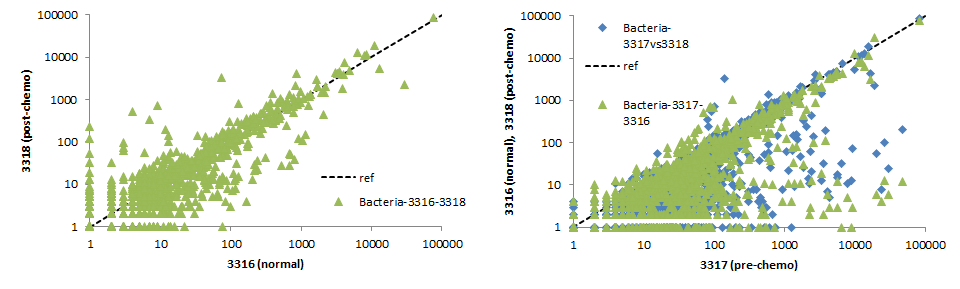 100000
10000
1000
100
10
1
3318 (post-chemo)
1 10 100 1000 10000 100000
3316 (normal)
ref
Bacteria-3316-3318
100000
10000
1000
100
10
1
3316 (normal), 3318 (post-chemo)
1 10 100 1000 10000 100000
3317 (pre-chemo)
Bacteria-
3317vs3318
ref
Bacteria-3317-
3316